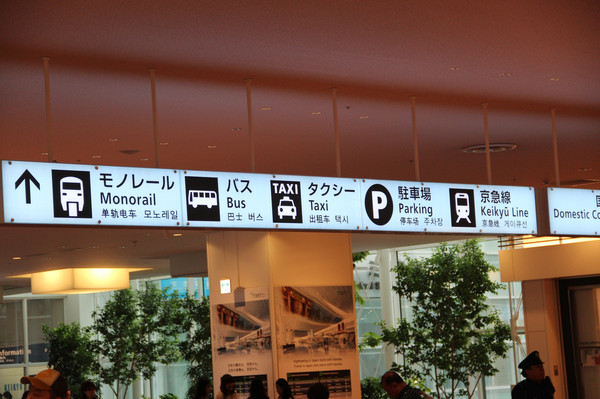 モノレール
Monorail
单轨电车 모노레일
バス
Bus
巴士 버스
TAXI
タクシー
Taxi
出租车 택시
P
駐車場
Parking
停车场 주차장
京急線
Keikyū Line
京急线 게이큐선
Domestic